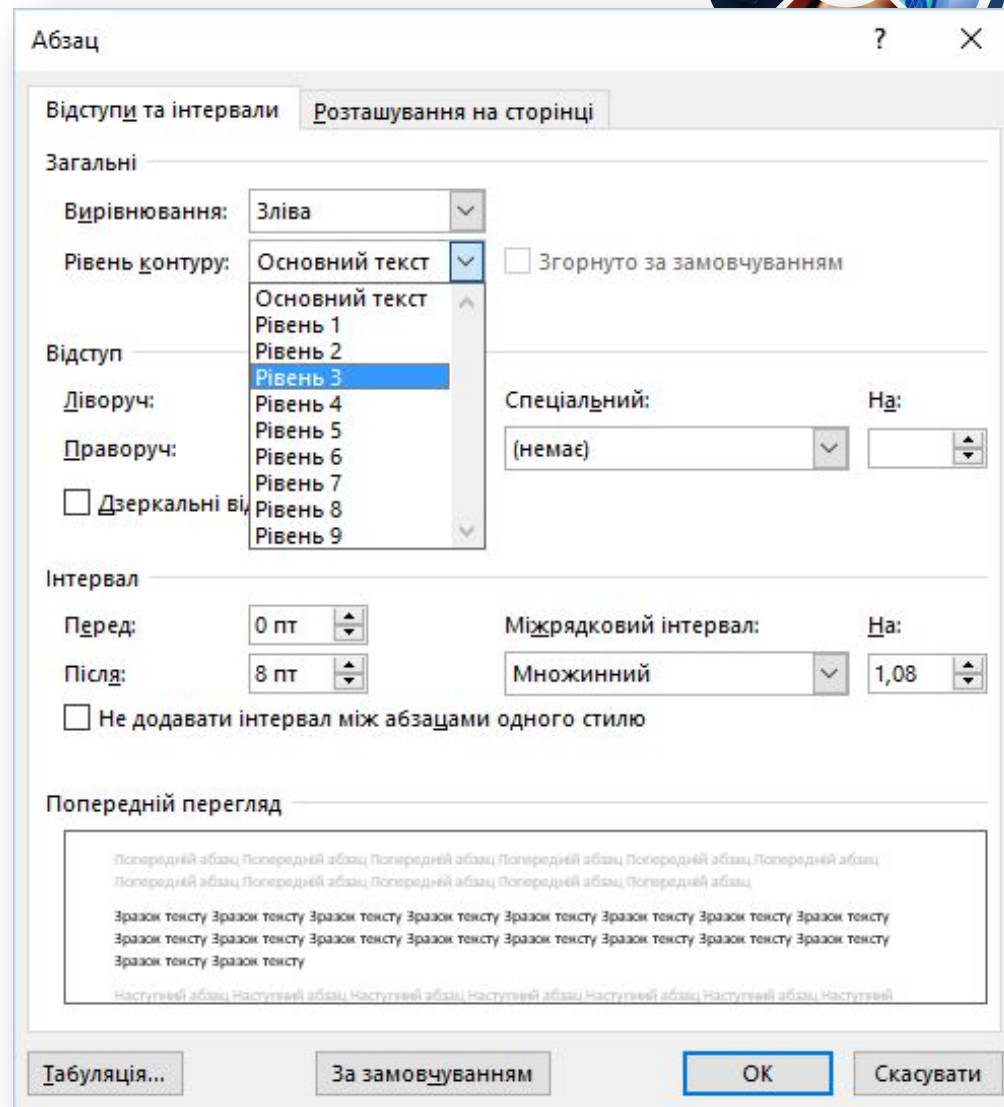 Абзац ?
Відступи та інтервали Розташування на сторінці
Загальні
Вирівнювання: Зліва
Рівень контуру: Основний текст Згорнуто за замовчуванням
Основний текст
Рівень 1
Рівень 2
Рівень 3
Рівень 4
Рівень 5
Рівень 6
Рівень 7
Рівень 8
Рівень 9
Відступ
Ліворуч: Спеціальний: На:
Праворуч: (немає)
Дзеркальні ві
Інтервал
Перед: 0 пт Міжрядковий інтервал: На:
Після: 8 пт Множинний 1,08
Не додавати інтервал між абзацами одного стилю
Попередній перегляд
Попередній абзац Попередній абзац Попередній абзац Попередній абзац Попередній абзац Попередній абзац
Попередній абзац Попередній абзац Попередній абзац Попередній абзац Попередній абзац
Зразок тексту Зразок тексту Зразок тексту Зразок тексту Зразок тексту Зразок тексту Зразок тексту Зразок тексту
Зразок тексту Зразок тексту Зразок тексту Зразок тексту Зразок тексту Зразок тексту Зразок тексту Зразок тексту
Зразок тексту Зразок тексту
Наступний абзац Наступний абзац Наступний абзац Наступний абзац Наступний абзац Наступний абзац Наступний
Табуляція... За замовчуванням ОК Скасувати